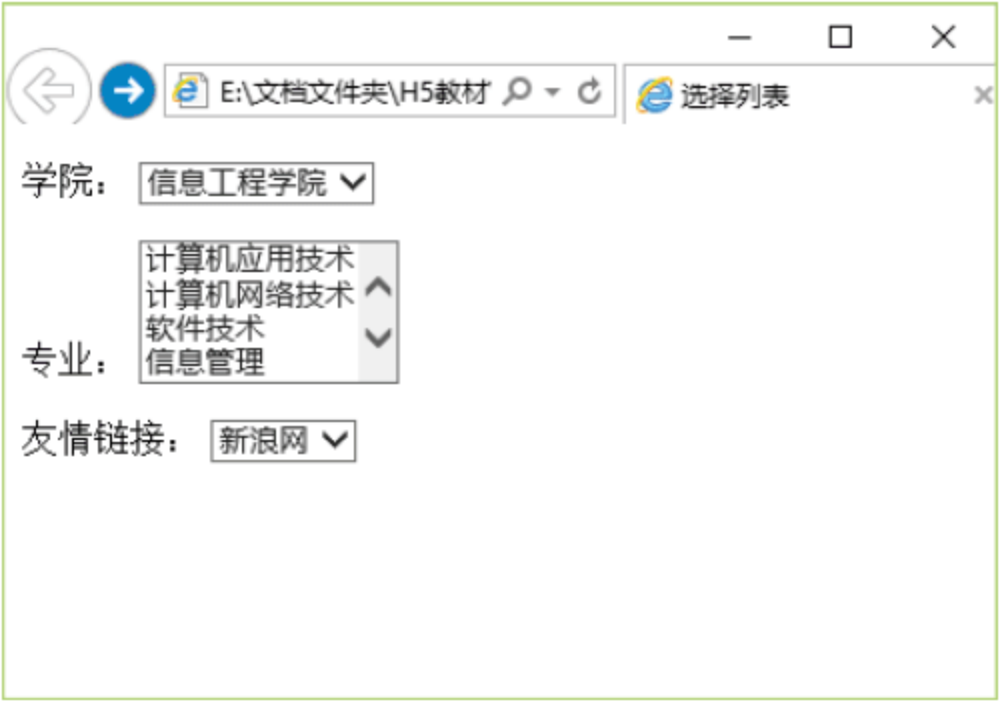 E:\文档文件夹\H5教材
选择列表
学院： 信息工程学院
计算机应用技术
计算机网络技术
软件技术
专业： 信息管理
友情链接： 新浪网